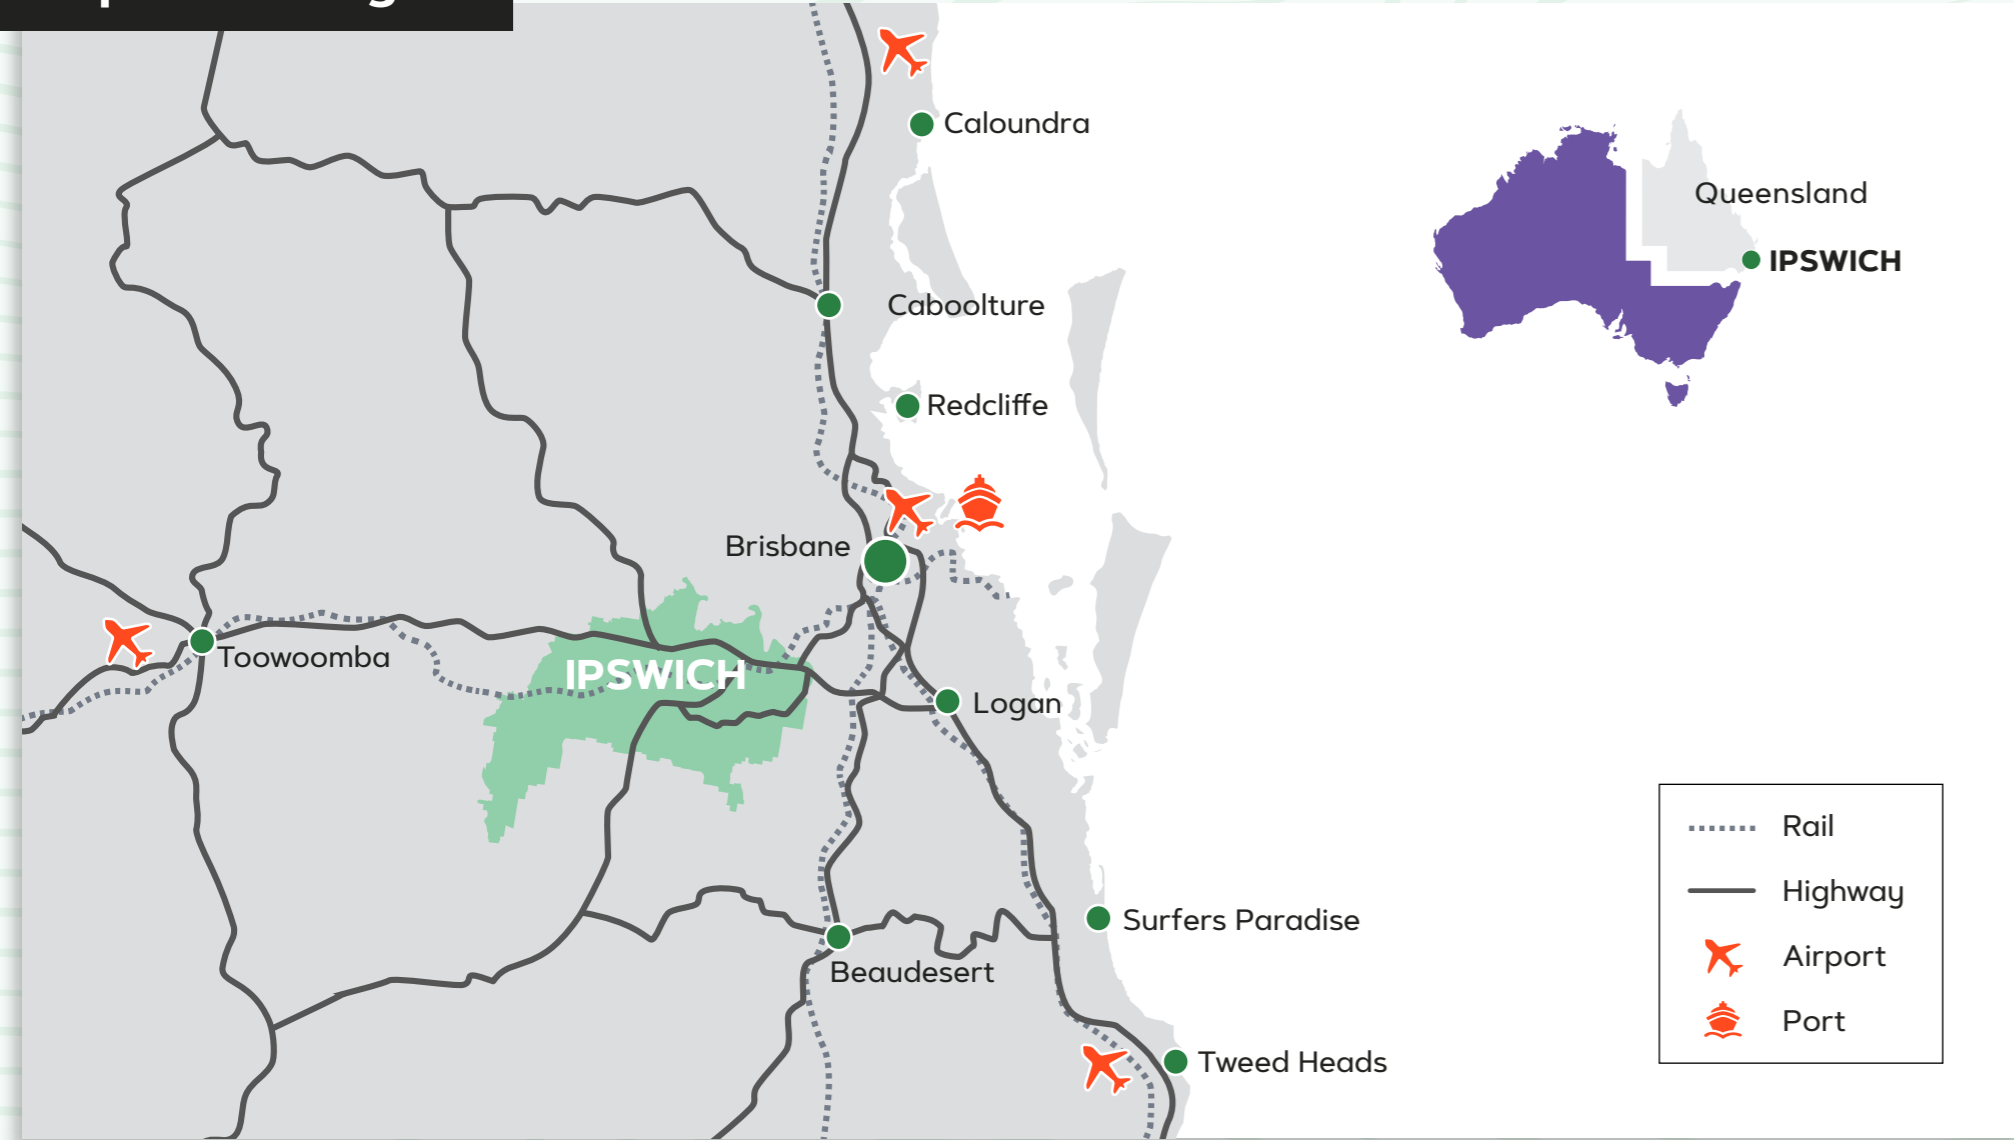 Caloundra
Queensland
IPSWICH
Caboolture
Redcliffe
Brisbane
Toowoomba
IPSWICH
Logan
Rail
Highway
Surfers Paradise
Airport
Beaudesert
Port
Tweed Heads